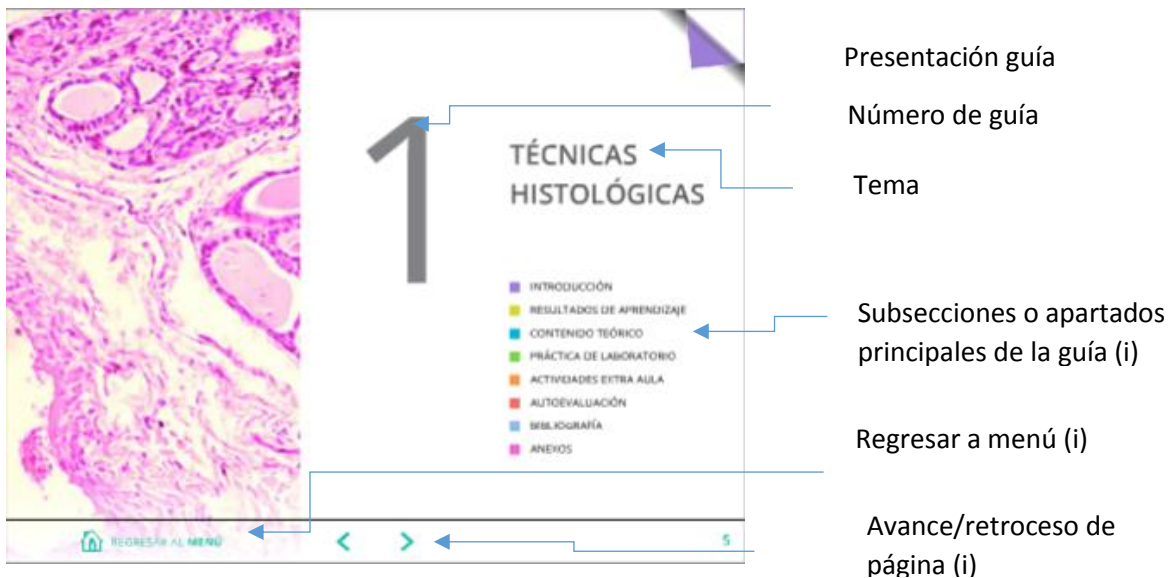 1
TÉCNICAS
HISTOLÓGICAS
INTRODUCCIÓN
RESULTADOS DE APRENDIZAJE
CONTENIDO TEÓRICO
PRÁCTICA DE LABORATORIO
ACTIVIDADES EXTRA AULA
AUTOEVALUACIÓN
BIBLIOGRAFÍA
ANEXOS
REGRESAR AL MENÚ
5
Presentación guía
Número de guía
Tema
Subsecciones o apartados
principales de la guía (i)
Regresar a menú (i)
Avance/retroceso de
página (i)